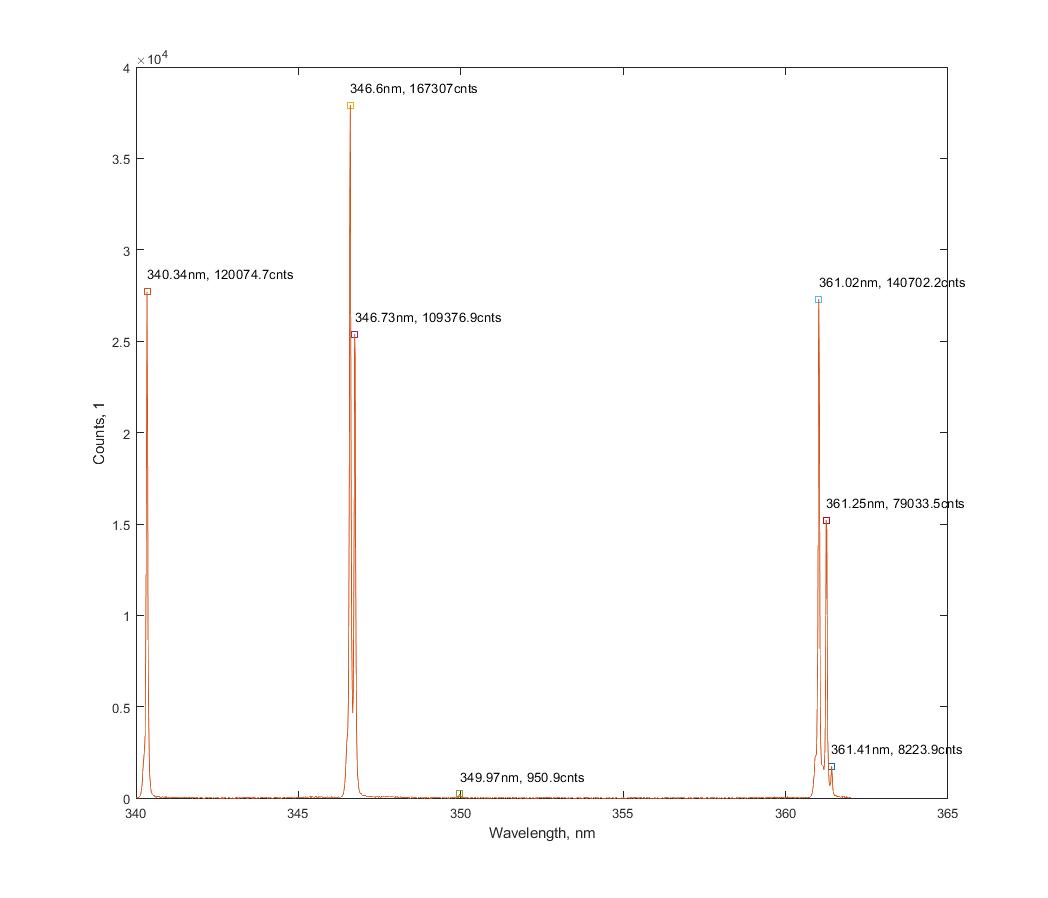 ×10⁴
4
346.6nm, 167307cnts
3.5
3
340.34nm, 120074.7cnts
361.02nm, 140702.2cnts
346.73nm, 109376.9cnts
2.5
Counts, 1
2
361.25nm, 79033.5cnts
1.5
1
0.5
361.41nm, 8223.9cnts
349.97nm, 950.9cnts
0
340 345 350 355 360 365
Wavelength, nm